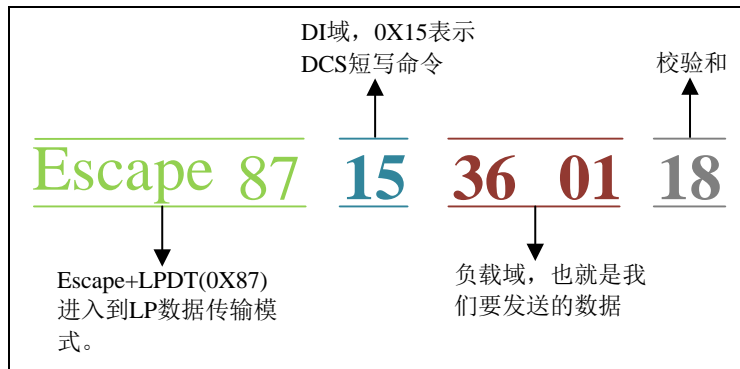 DI域，0X15表示
DCS短写命令
校验和
Escape 87 15 36 01 18
Escape+LPDT(0X87)
进入到LP数据传输模
式。
负载域，也就是我
们要发送的数据